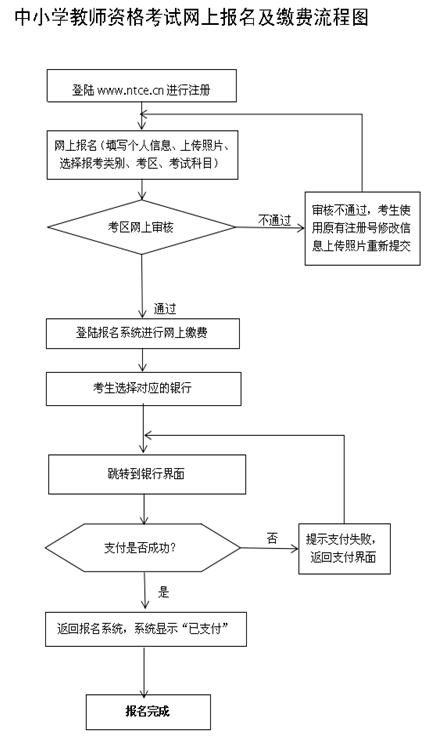 中小学教师资格考试网上报名及缴费流程图
登陆 www.ntce.cn 进行注册
网上报名（填写个人信息、上传照片、
选择报考类别、考区、考试科目）
考区网上审核
不通过
审核不通过，考生使
用原有注册号修改信
息上传照片重新提交
通过
登陆报名系统进行网上缴费
考生选择对应的银行
跳转到银行界面
支付是否成功？
否
提示支付失败，
返回支付界面
是
返回报名系统，系统显示“已支付”
报名完成